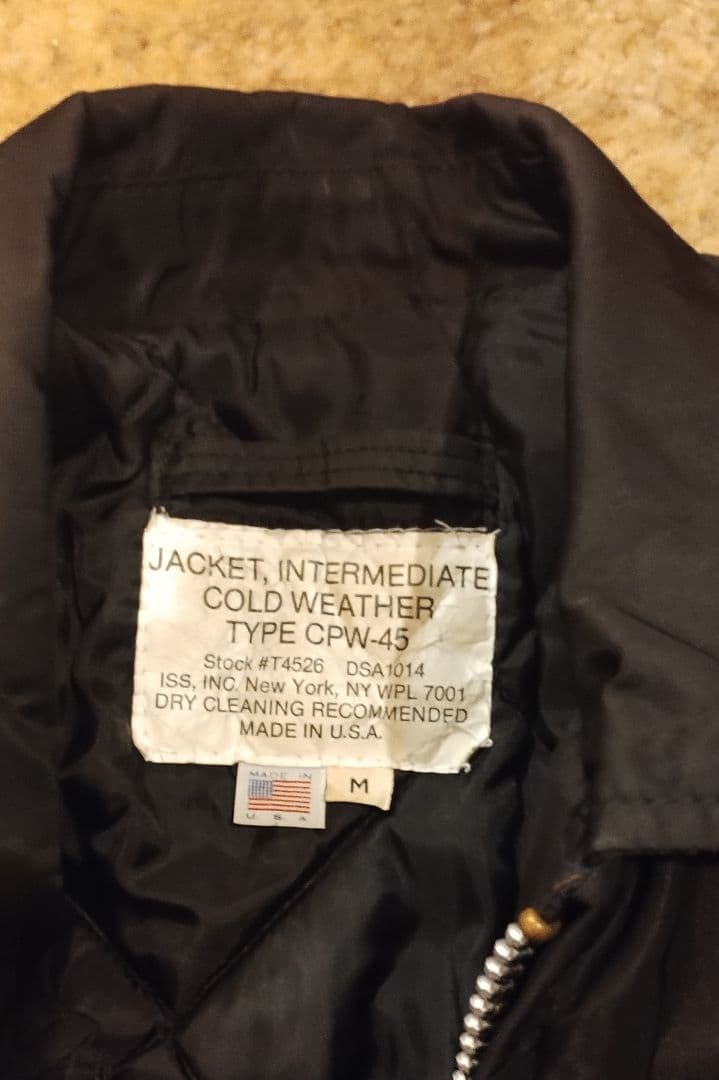 JACKET, INTERMEDIATE
COLD WEATHER
TYPE CPW-45
Stock #T4526 DSA1014
ISS, INC. New York, NY WPL 7001
DRY CLEANING RECOMMENDED
MADE IN U.S.A.
MADE IN
U. S. A
M